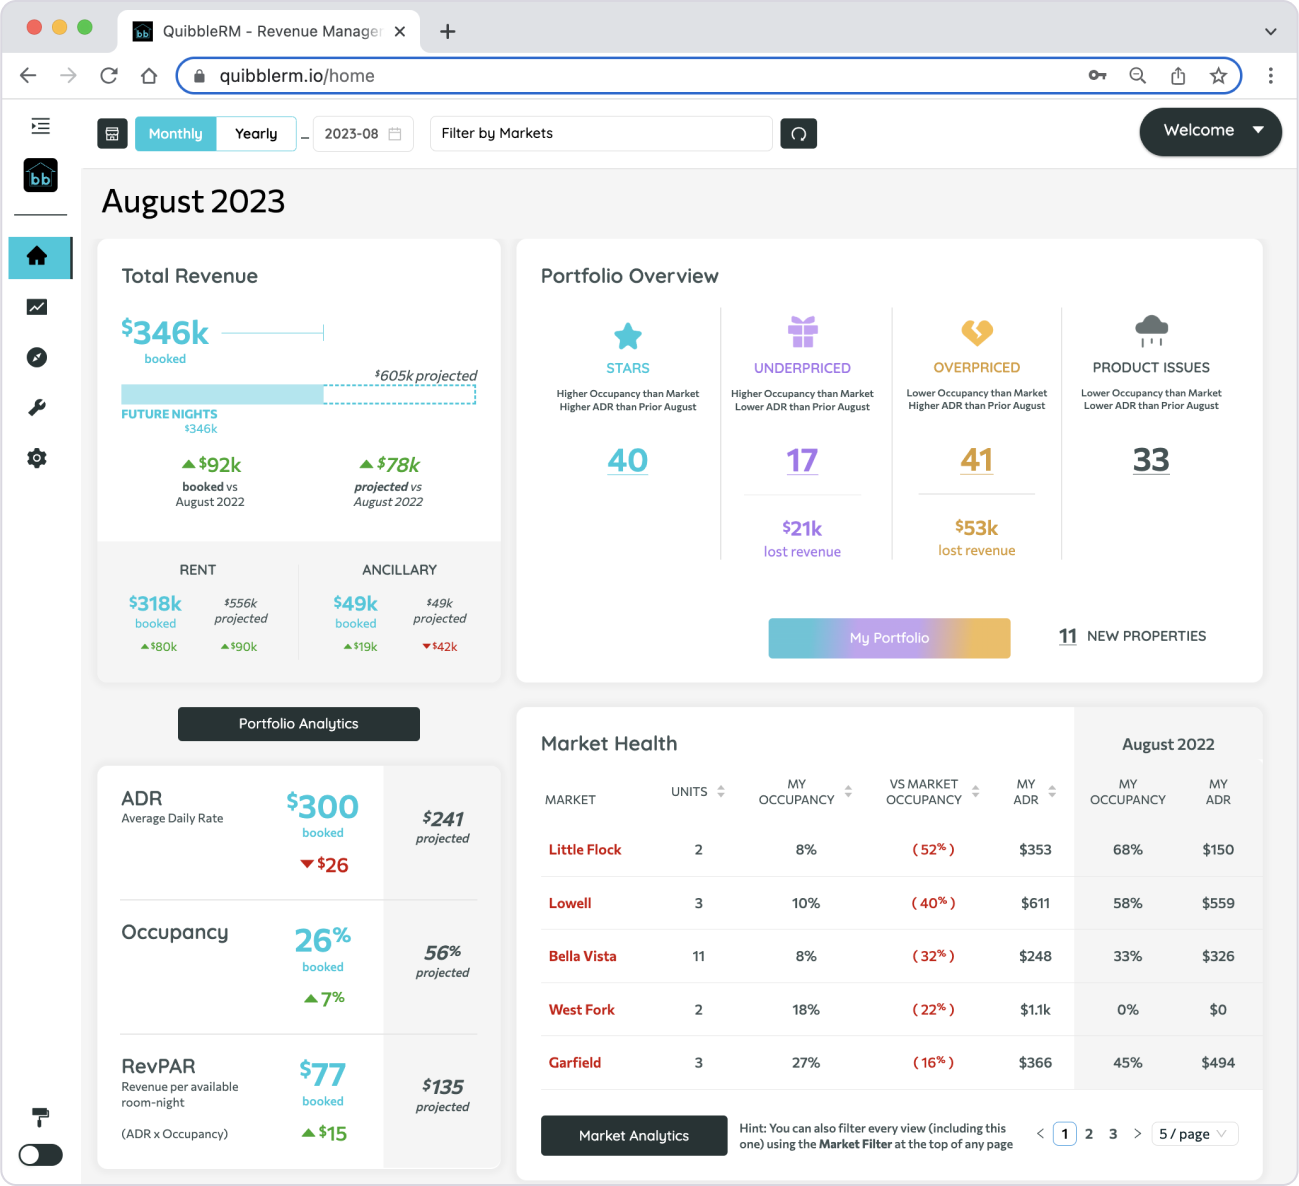 QuibbleRM - Revenue Manager
quibblerm.io/home
Monthly
Yearly
2023-08
Filter by Markets
Welcome
bb
August 2023
Total Revenue
$346k
booked
$605k projected
FUTURE NIGHTS
$346k
$92k
booked vs
August 2022
$78k
projected vs
August 2022
RENT
$318k
booked
$80k
$556k
projected
$90k
ANCILLARY
$49k
booked
$19k
$49k
projected
$42k
Portfolio Overview
STARS
Higher Occupancy than Market
Higher ADR than Prior August
40
UNDERPRICED
Higher Occupancy than Market
Lower ADR than Prior August
17
$21k
lost revenue
OVERPRICED
Lower Occupancy than Market
Higher ADR than Prior August
41
$53k
lost revenue
PRODUCT ISSUES
Lower Occupancy than Market
Lower ADR than Prior August
33
My Portfolio
11 NEW PROPERTIES
Portfolio Analytics
ADR
Average Daily Rate
$300
booked
$26
$241
projected
Occupancy
26%
booked
7%
56%
projected
RevPAR
Revenue per available
room-night
(ADR x Occupancy)
$77
booked
$15
$135
projected
Market Health
August 2022
MARKET
UNITS
MY
OCCUPANCY
VS MARKET
OCCUPANCY
MY
ADR
MY
OCCUPANCY
MY
ADR
Little Flock 2 8% (52%) $353 68% $150
Lowell 3 10% (40%) $611 58% $559
Bella Vista 11 8% (32%) $248 33% $326
West Fork 2 18% (22%) $1.1k 0% $0
Garfield 3 27% (16%) $366 45% $494
Market Analytics
Hint: You can also filter every view (including this
one) using the Market Filter at the top of any page
< 1 2 3 >
5 / page